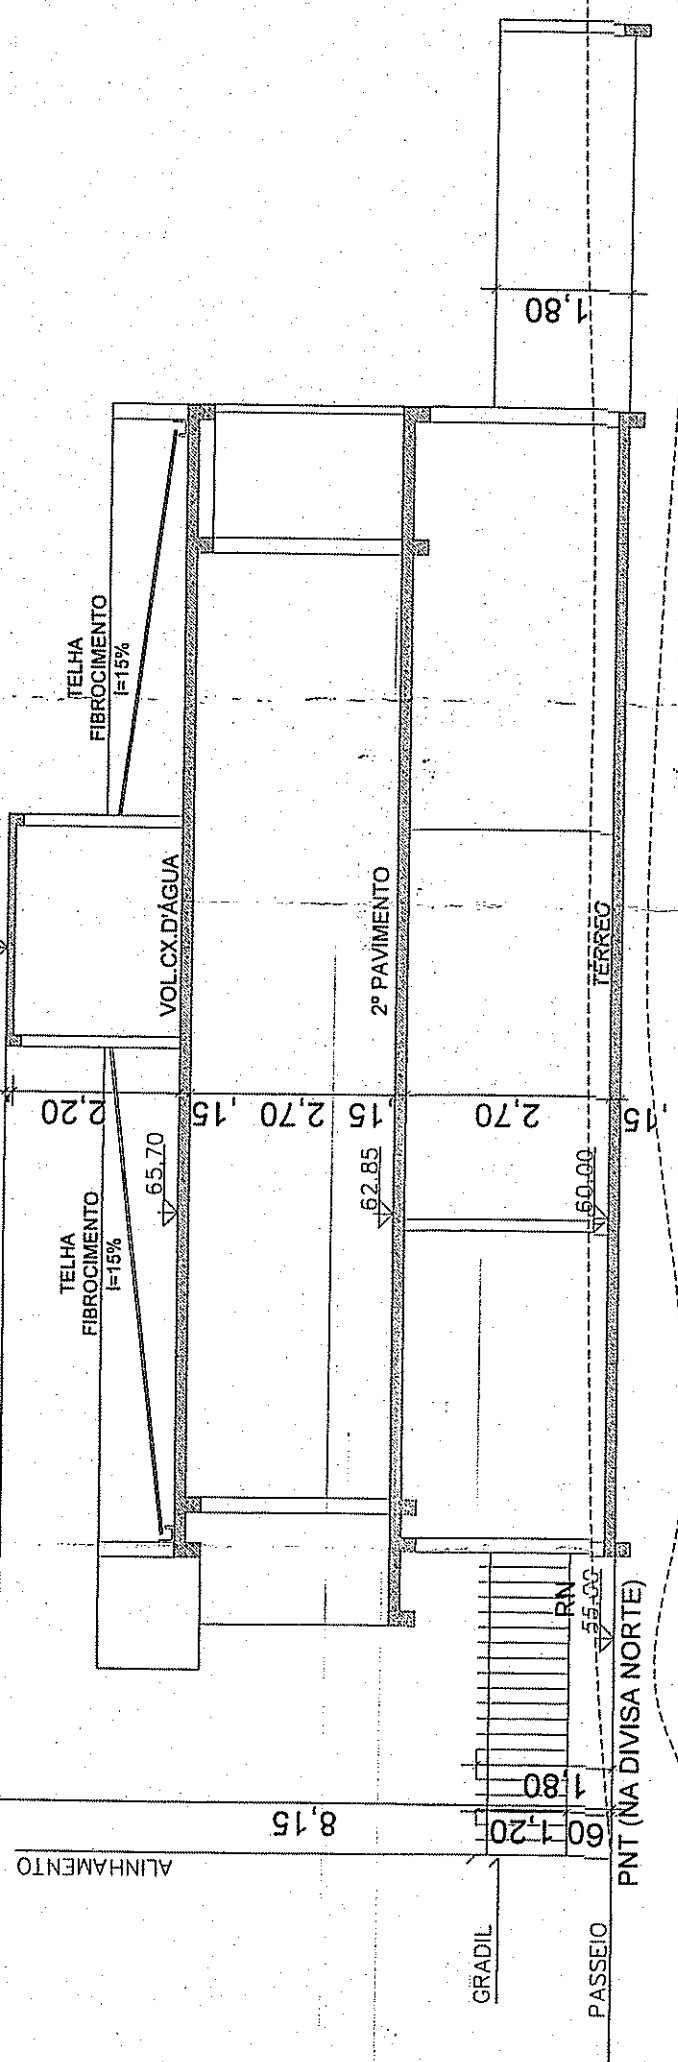 TELHA
FIBROCIMENTO
I=15%
TELHA
FIBROCIMENTO
I=15%
VOL.CX.D'ÁGUA
2,20
65,70
,15
2,70
2º PAVIMENTO
62.85
,15
2,70
TÉRREO
60.00
,15
1,80
8,15
ALINHAMENTO
GRADIL
RN
55.00
1,80
1,20
60
PASSEIO
PNT (NA DIVISA NORTE)